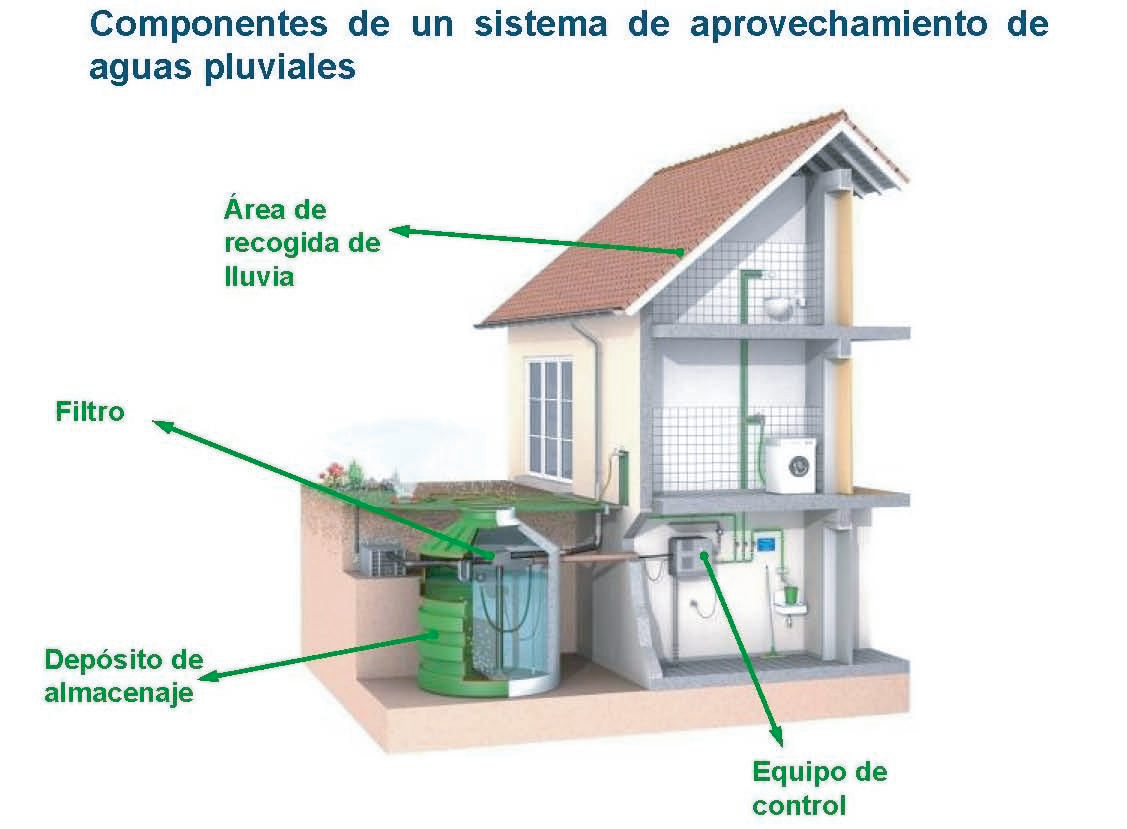 Componentes de un sistema de aprovechamiento de
aguas pluviales
Área de
recogida de
lluvia
Filtro
Depósito de
almacenaje
Equipo de
control